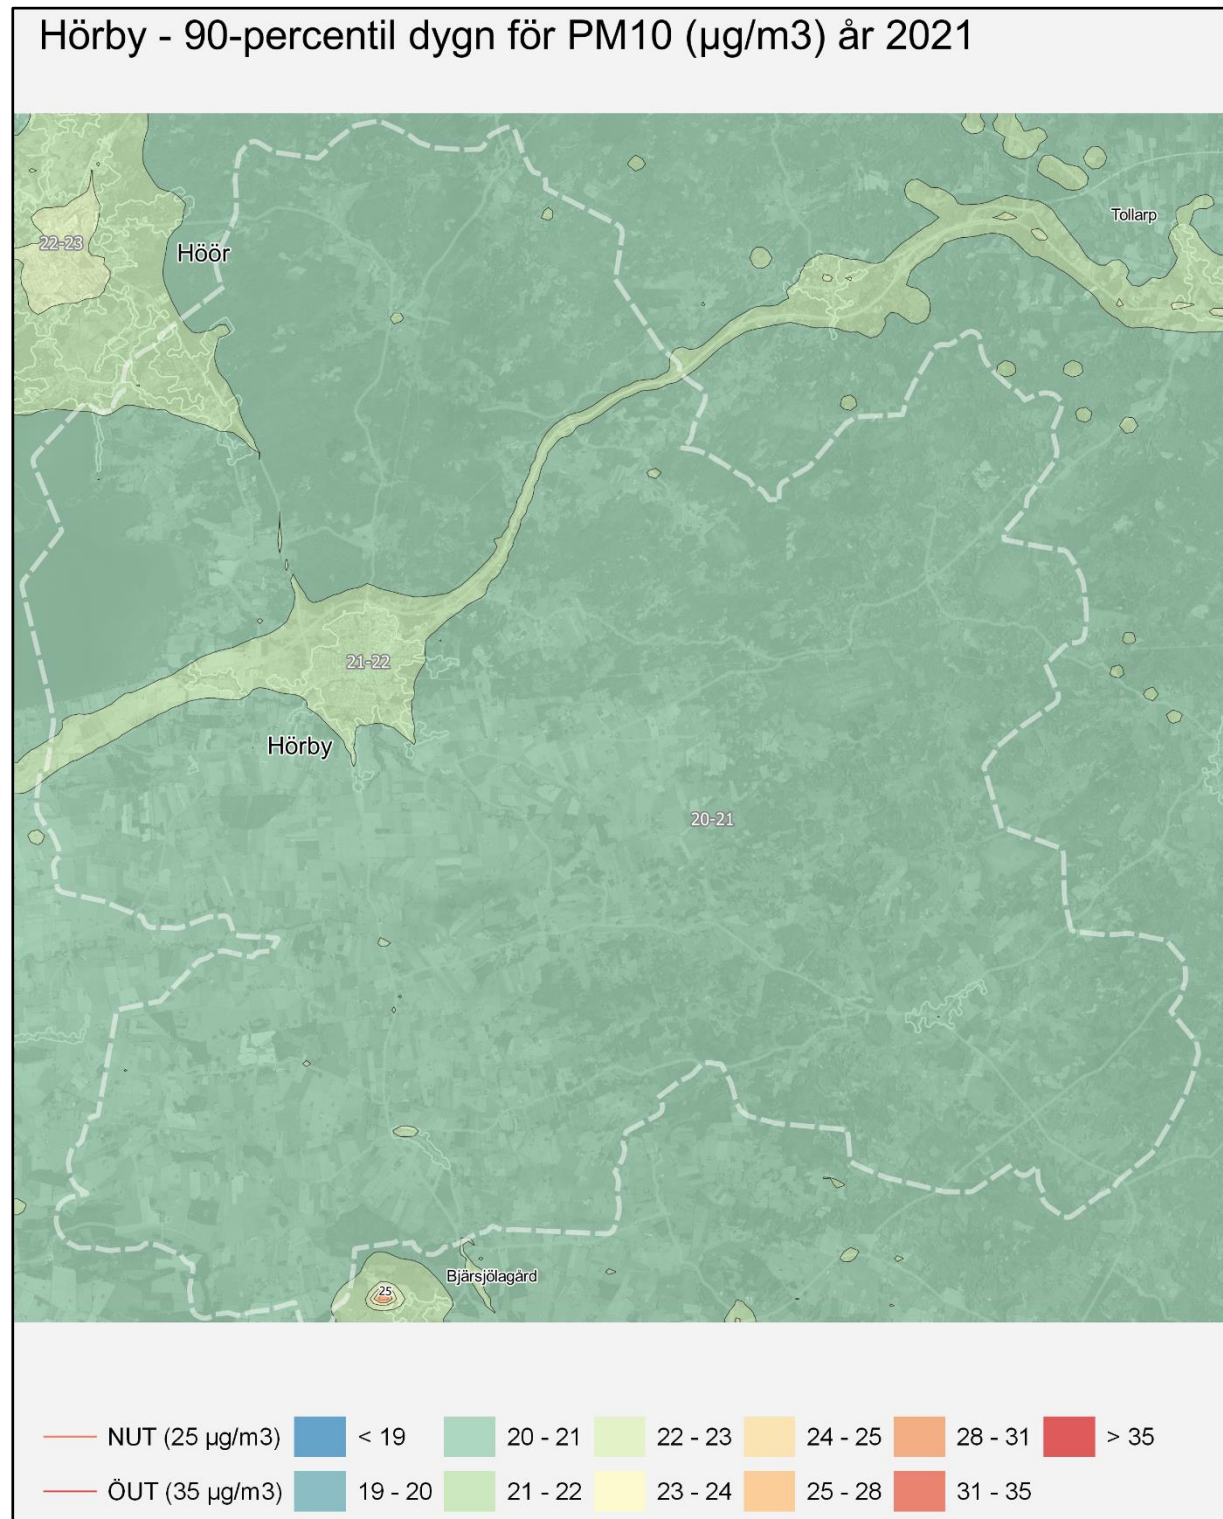 Hörby - 90-percentil dygn för PM10 (µg/m3) år 2021
Tollarp
22-23
Höör
21-22
Hörby
20-21
Bjärsjölagård
25
NUT (25 µg/m3) < 19 20 - 21 22 - 23 24 - 25 28 - 31 > 35
ÖUT (35 µg/m3) 19 - 20 21 - 22 23 - 24 25 - 28 31 - 35